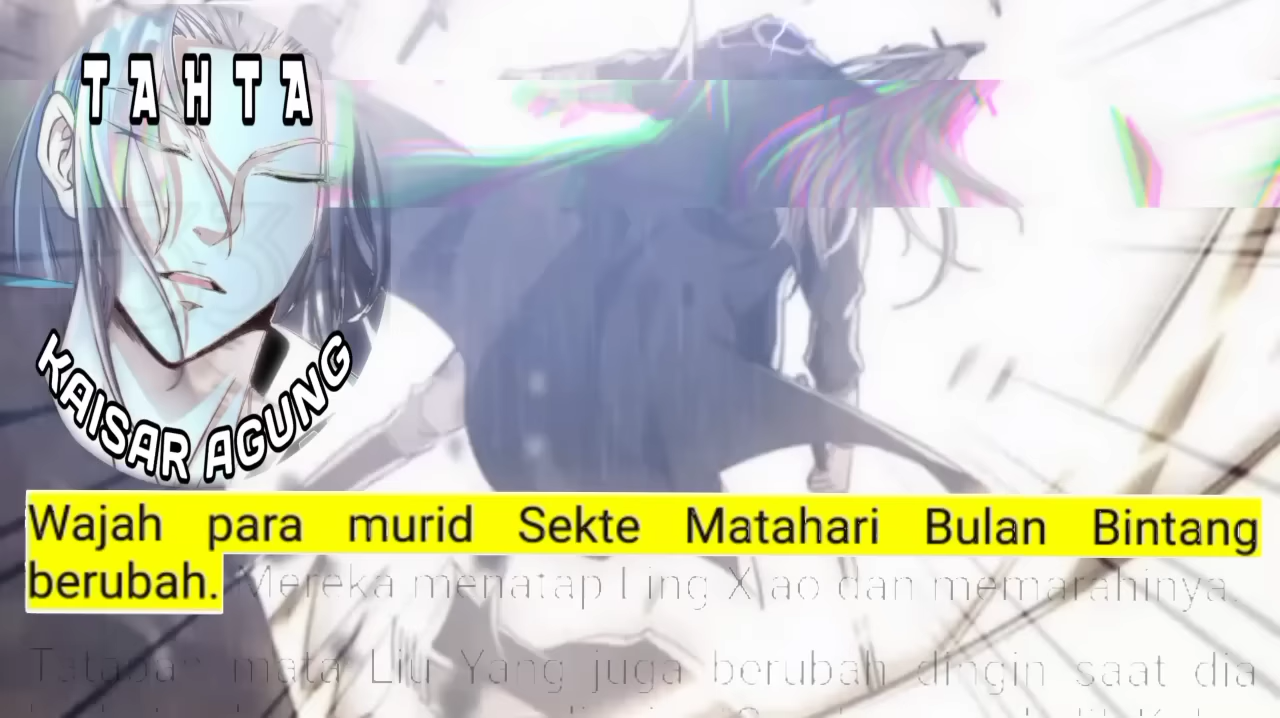 TAHTA
KAISAR AGUNG
Wajah para murid Sekte Matahari Bulan Bintang
berubah. Mereka menatap Ling Xiao dan memarahinya.
Tatapan mata Liu Yang juga berubah dingin saat dia